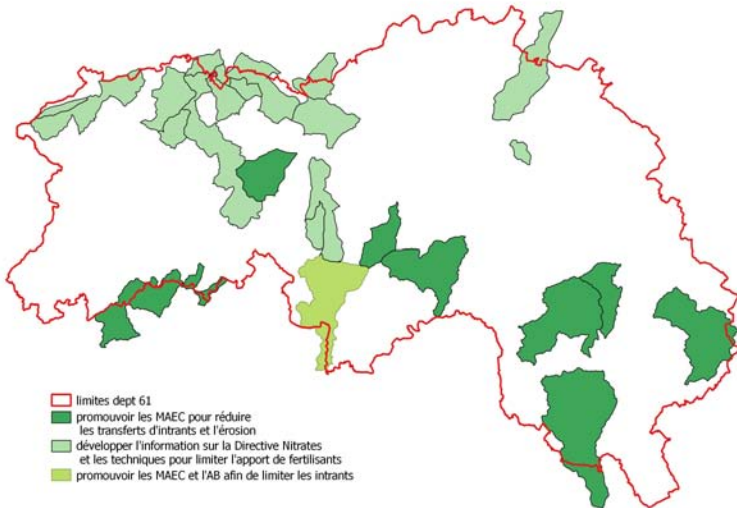 limites dept 61
promouvoir les MAEC pour réduire
les transferts d'intrants et l'érosion
développer l'information sur la Directive Nitrates
et les techniques pour limiter l'apport de fertilisants
promouvoir les MAEC et l'AB afin de limiter les intrants